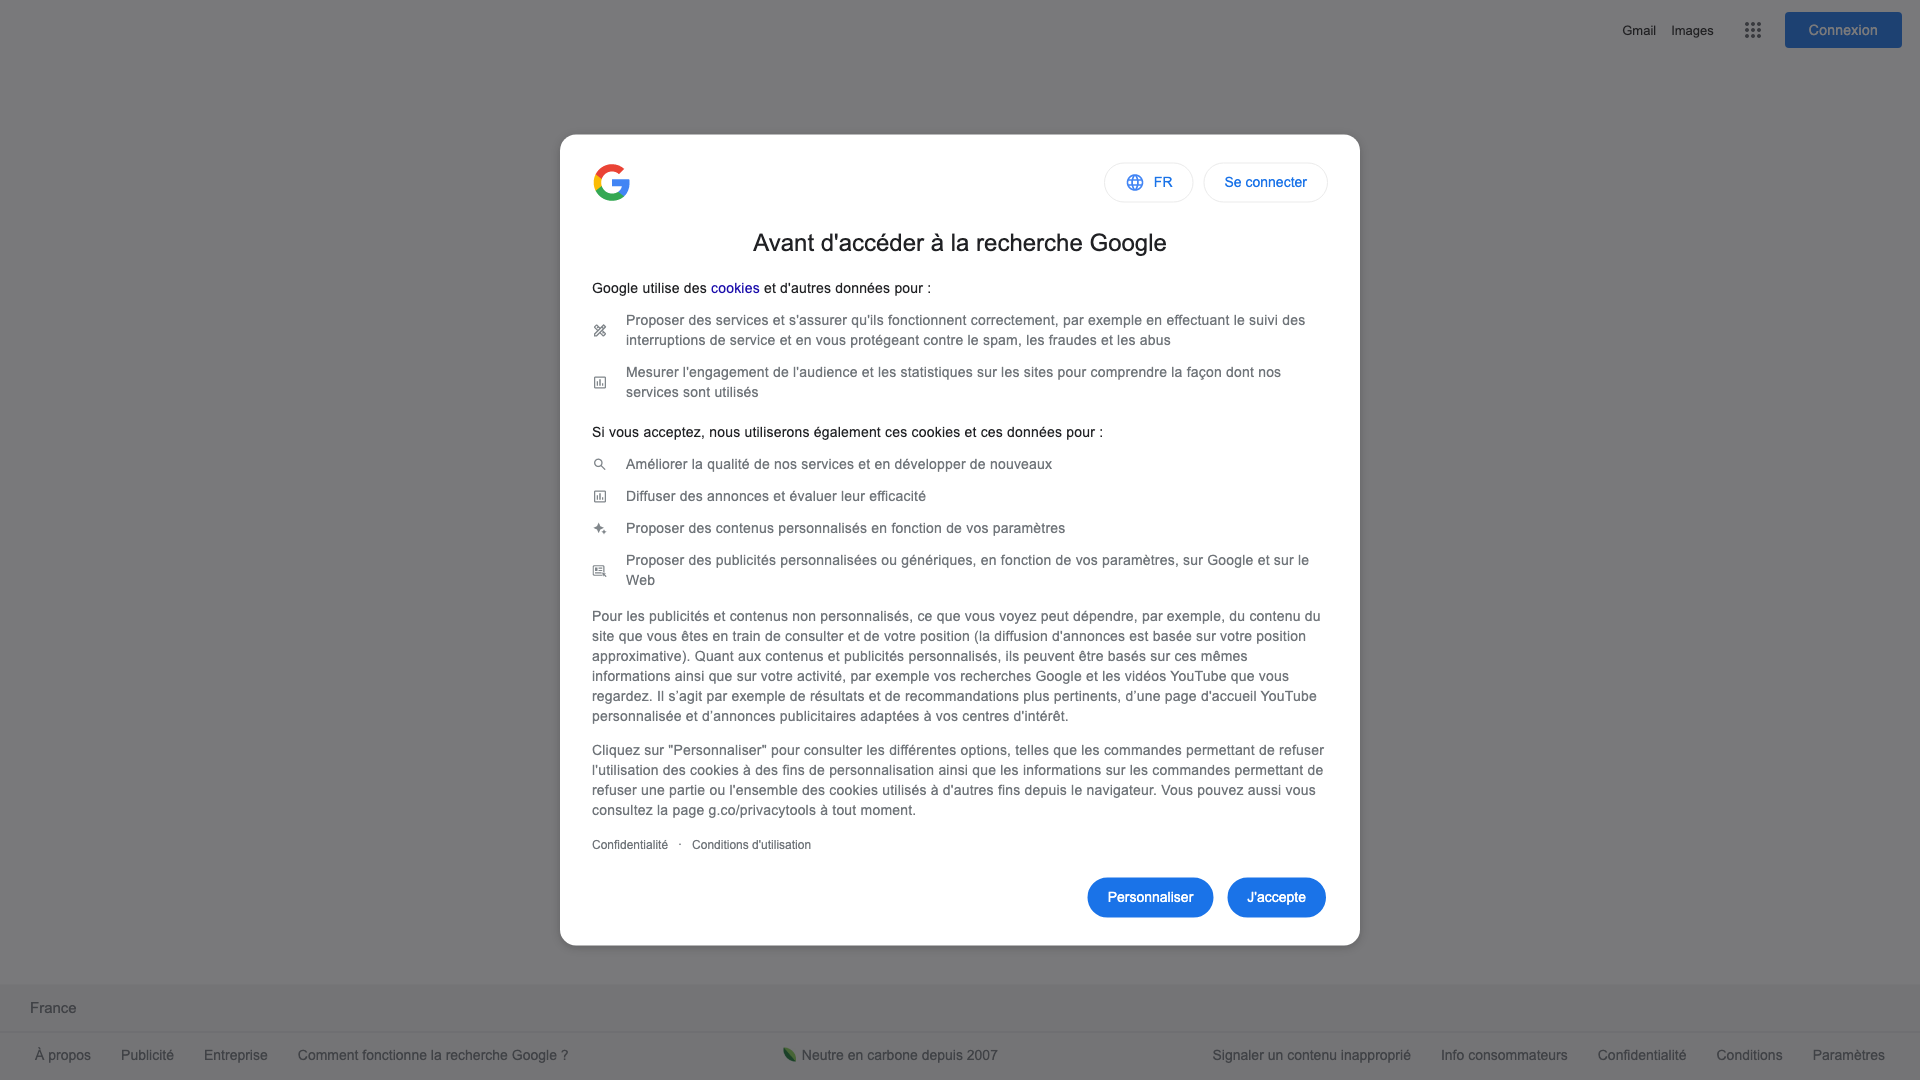 Gmail Images Connexion
FR Se connecter
Avant d'accéder à la recherche Google
Google utilise des cookies et d'autres données pour :
Proposer des services et s'assurer qu'ils fonctionnent correctement, par exemple en effectuant le suivi des
interruptions de service et en vous protégeant contre le spam, les fraudes et les abus
Mesurer l'engagement de l'audience et les statistiques sur les sites pour comprendre la façon dont nos
services sont utilisés
Si vous acceptez, nous utiliserons également ces cookies et ces données pour :
Améliorer la qualité de nos services et en développer de nouveaux
Diffuser des annonces et évaluer leur efficacité
Proposer des contenus personnalisés en fonction de vos paramètres
Proposer des publicités personnalisées ou génériques, en fonction de vos paramètres, sur Google et sur le
Web
Pour les publicités et contenus non personnalisés, ce que vous voyez peut dépendre, par exemple, du contenu du
site que vous êtes en train de consulter et de votre position (la diffusion d'annonces est basée sur votre position
approximative). Quant aux contenus et publicités personnalisés, ils peuvent être basés sur ces mêmes
informations ainsi que sur votre activité, par exemple vos recherches Google et les vidéos YouTube que vous
regardez. Il s’agit par exemple de résultats et de recommandations plus pertinents, d’une page d'accueil YouTube
personnalisée et d’annonces publicitaires adaptées à vos centres d'intérêt.
Cliquez sur "Personnaliser" pour consulter les différentes options, telles que les commandes permettant de refuser
l'utilisation des cookies à des fins de personnalisation ainsi que les informations sur les commandes permettant de
refuser une partie ou l'ensemble des cookies utilisés à d'autres fins depuis le navigateur. Vous pouvez aussi vous
consultez la page g.co/privacytools à tout moment.
Confidentialité · Conditions d'utilisation
Personnaliser J'accepte
France
À propos Publicité Entreprise Comment fonctionne la recherche Google ? Neutre en carbone depuis 2007 Signaler un contenu inapproprié Info consommateurs Confidentialité Conditions Paramètres